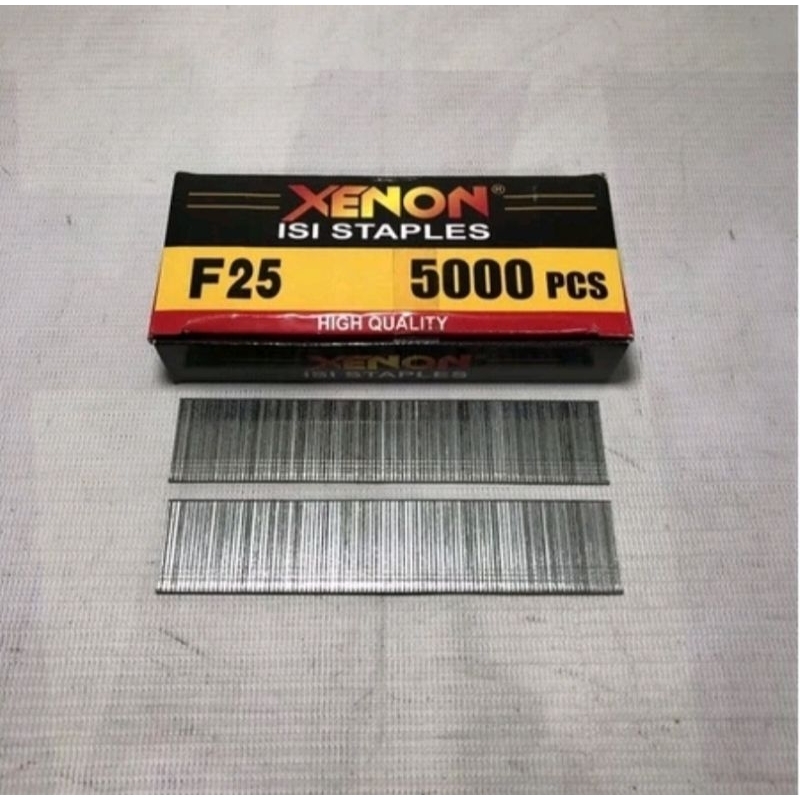 XENON®
ISI STAPLES
F25 5000 PCS
HIGH QUALITY
XENON
ISI STAPLES